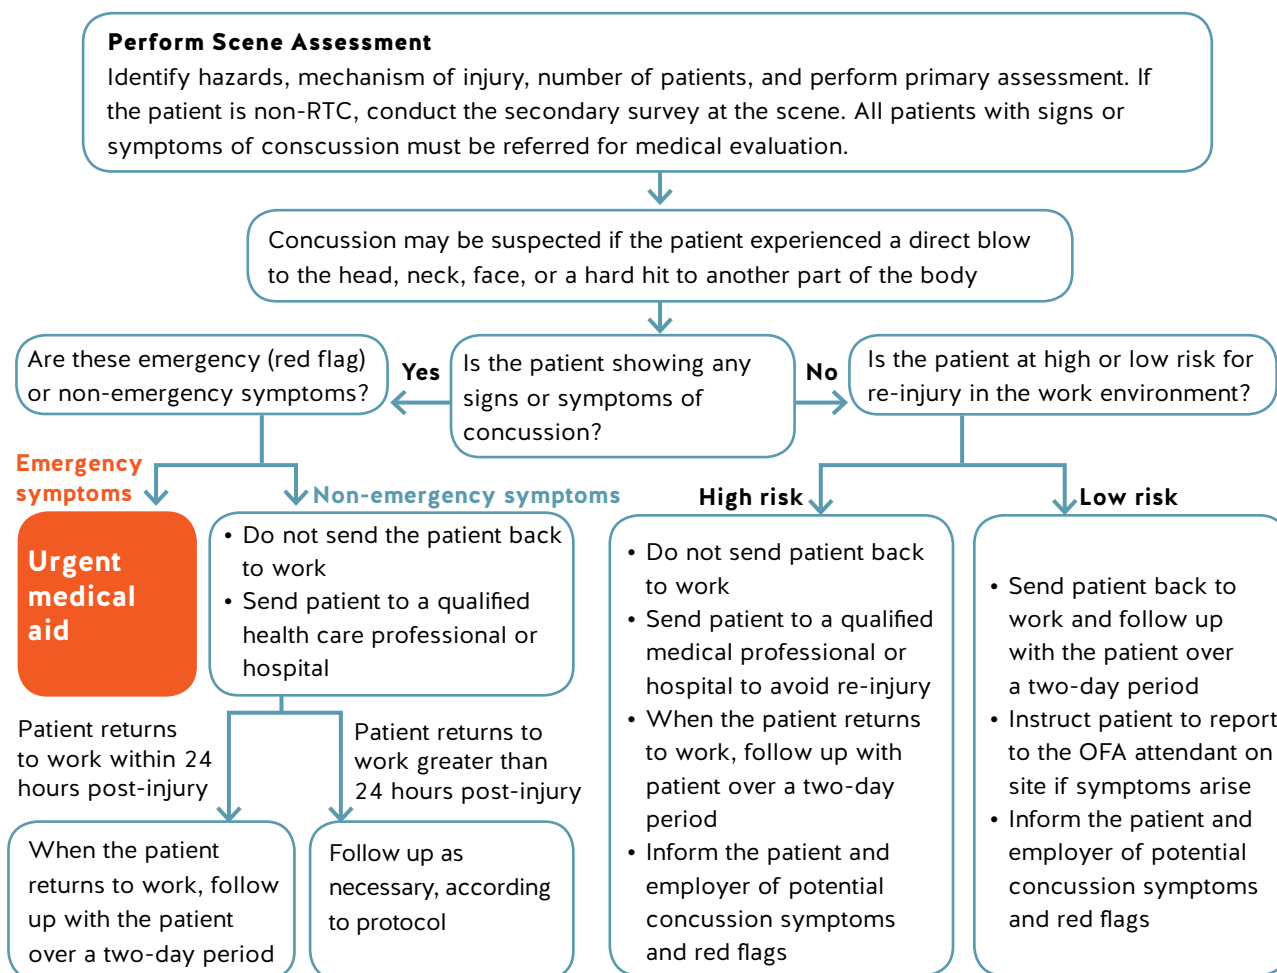 Perform Scene Assessment
Identify hazards, mechanism of injury, number of patients, and perform primary assessment. If
the patient is non-RTC, conduct the secondary survey at the scene. All patients with signs or
symptoms of conscussion must be referred for medical evaluation.
Concussion may be suspected if the patient experienced a direct blow
to the head, neck, face, or a hard hit to another part of the body
Is the patient showing any
signs or symptoms of
concussion?
Yes
Are these emergency (red flag)
or non-emergency symptoms?
No
Is the patient at high or low risk for
re-injury in the work environment?
Emergency
symptoms
Urgent
medical
aid
Non-emergency symptoms
• Do not send the patient back
to work
• Send patient to a qualified
health care professional or
hospital
Patient returns
to work within 24
hours post-injury
When the patient
returns to work, follow
up with the patient
over a two-day period
Patient returns to
work greater than
24 hours post-injury
Follow up as
necessary, according
to protocol
High risk
• Do not send patient back
to work
• Send patient to a qualified
medical professional or
hospital to avoid re-injury
• When the patient returns
to work, follow up with
patient over a two-day
period
• Inform the patient and
employer of potential
concussion symptoms
and red flags
Low risk
• Send patient back to
work and follow up
with the patient over
a two-day period
• Instruct patient to report
to the OFA attendant on
site if symptoms arise
• Inform the patient and
employer of potential
concussion symptoms
and red flags